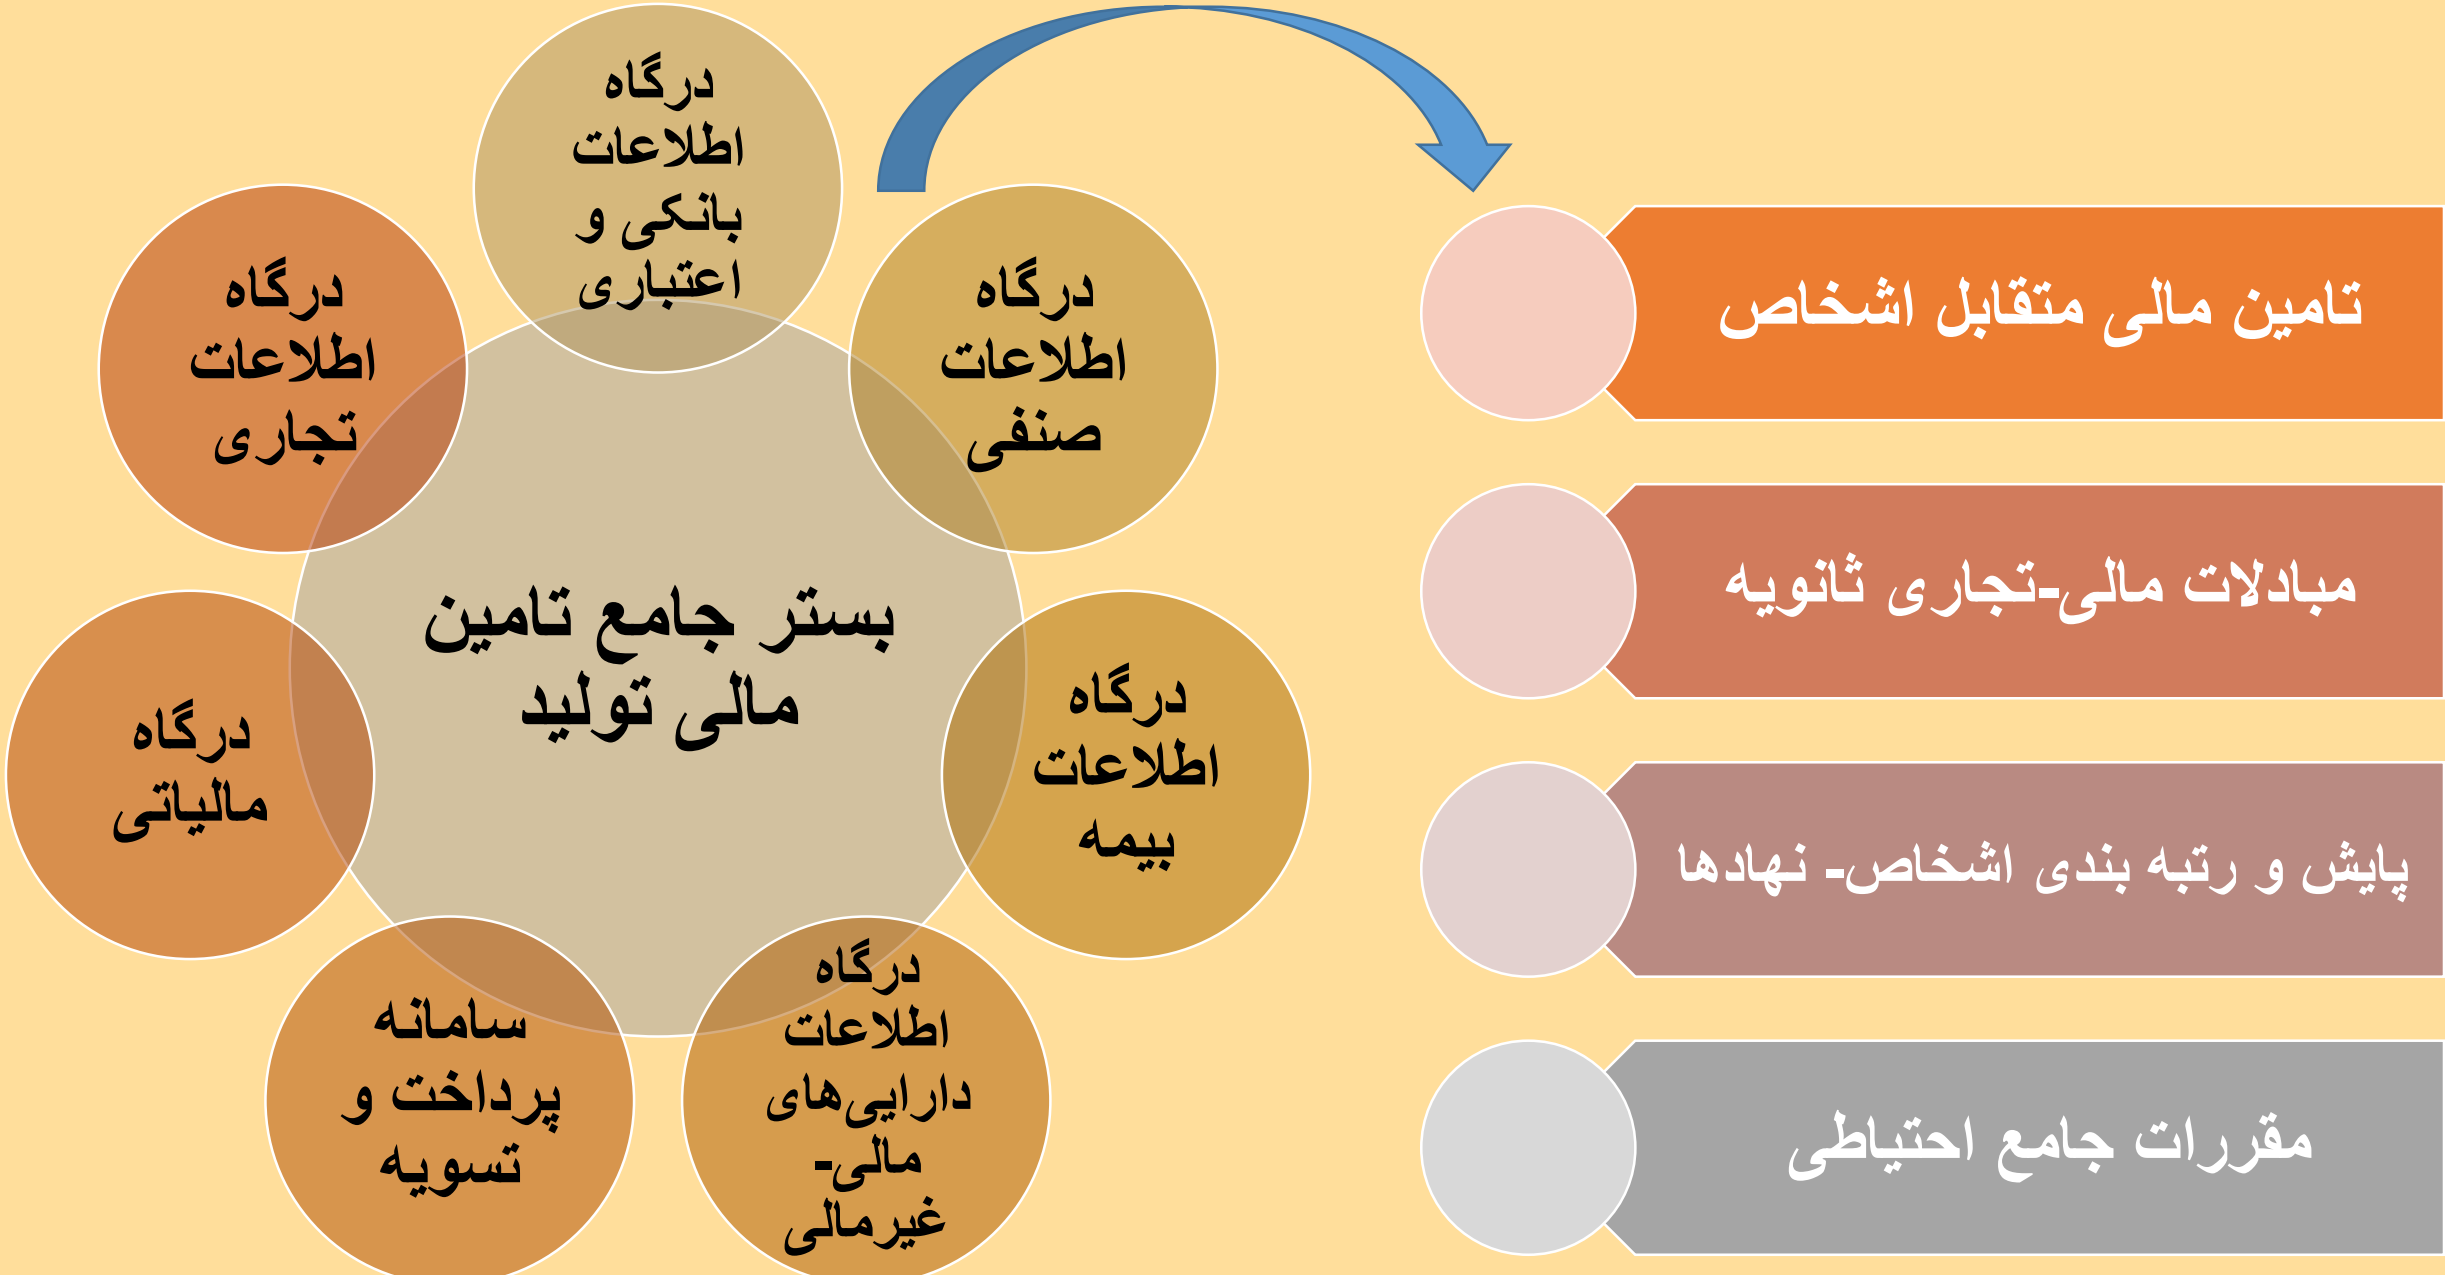 درگاه
اطلاعات
بانکی و
اعتباری
درگاه
اطلاعات
صنفی
درگاه
اطلاعات
بیمه
درگاه
اطلاعات
دارایی‌های
مالی-
غیرمالی
سامانه
پرداخت و
تسویه
درگاه
مالیاتی
درگاه
اطلاعات
تجاری
بستر جامع تامین
مالی تولید
تامین مالی متقابل اشخاص
مبادلات مالی-تجاری ثانویه
پایش و رتبه بندی اشخاص- نهادها
مقررات جامع احتیاطی